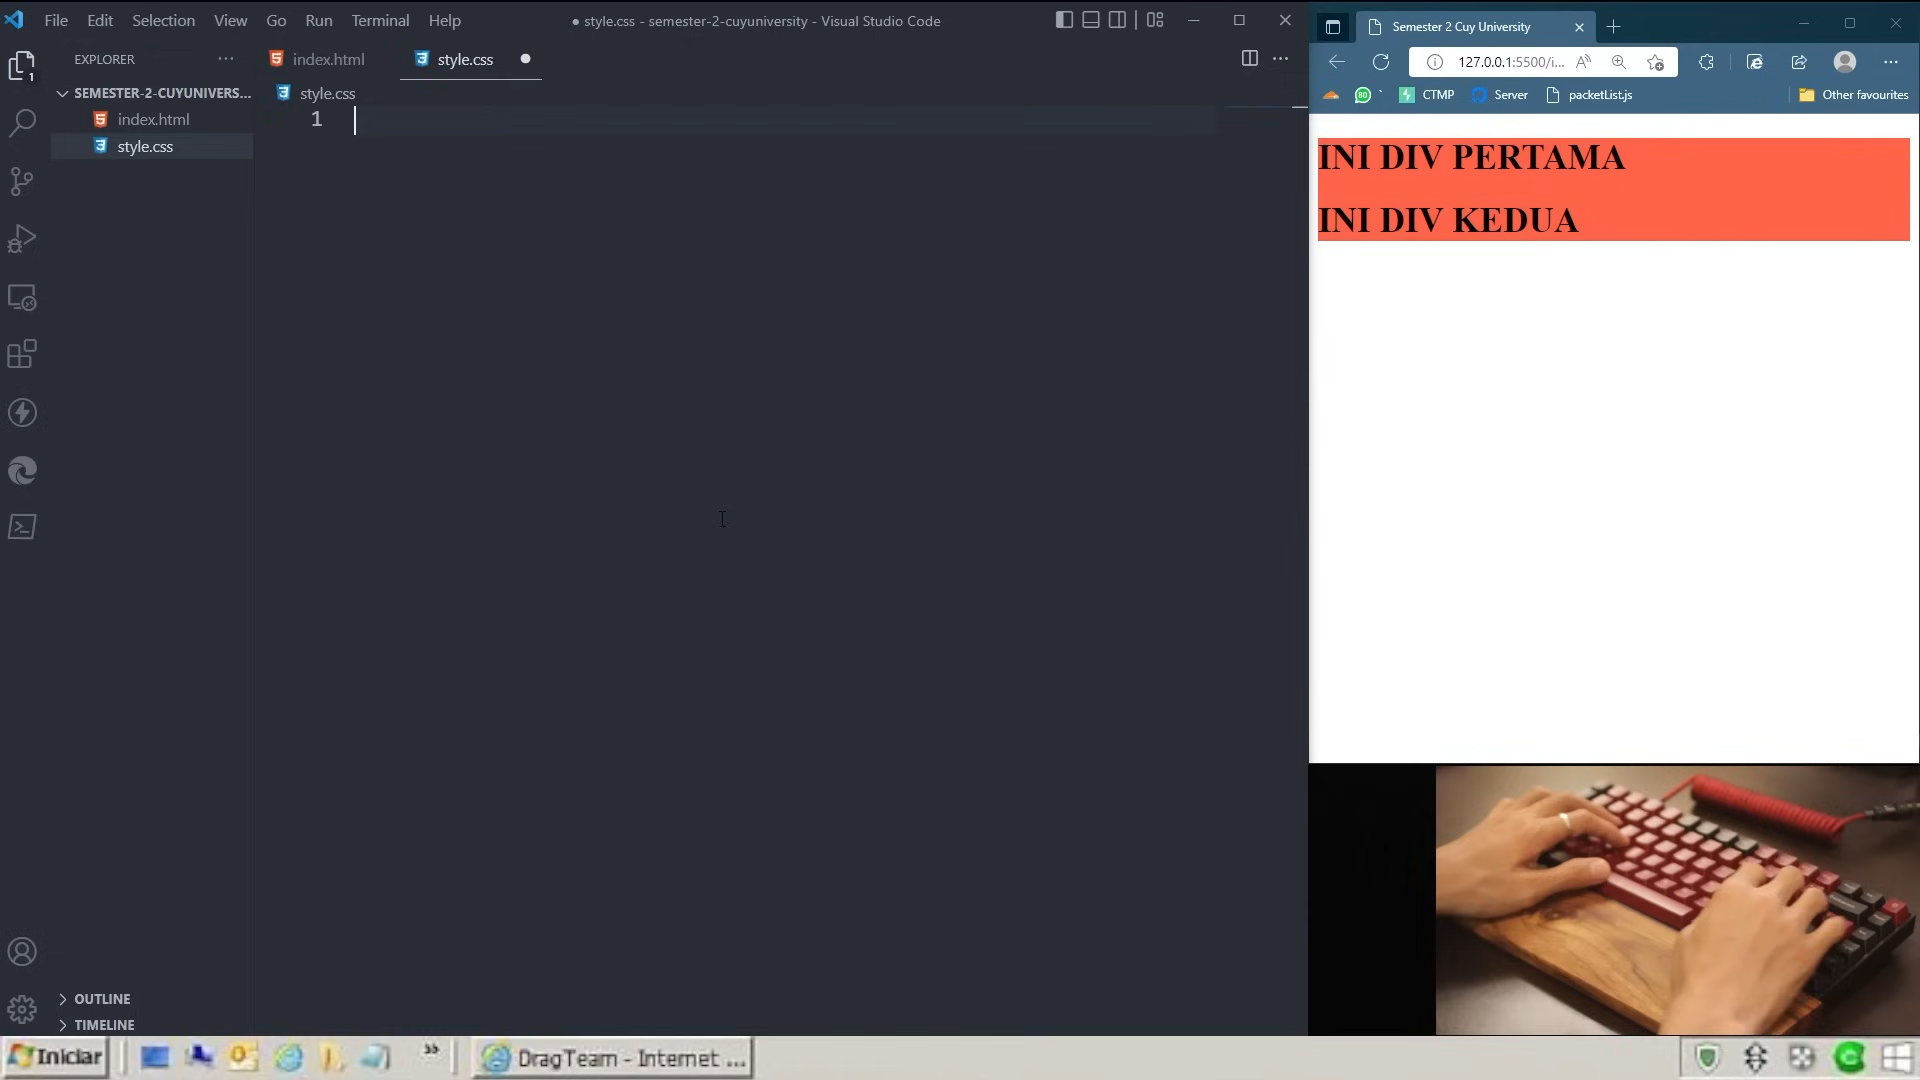 File Edit Selection View Go Run Terminal Help
● style.css - semester-2-cuyuniversity - Visual Studio Code
EXPLORER
index.html
style.css
SEMESTER-2-CUYUNIVERS...
index.html
style.css
style.css
1
OUTLINE
TIMELINE
Semester 2 Cuy University
127.0.0.1:5500/i...
CTMP
Server
packetList.js
Other favourites
INI DIV PERTAMA
INI DIV KEDUA
Iniciar
DragTeam - Internet ...